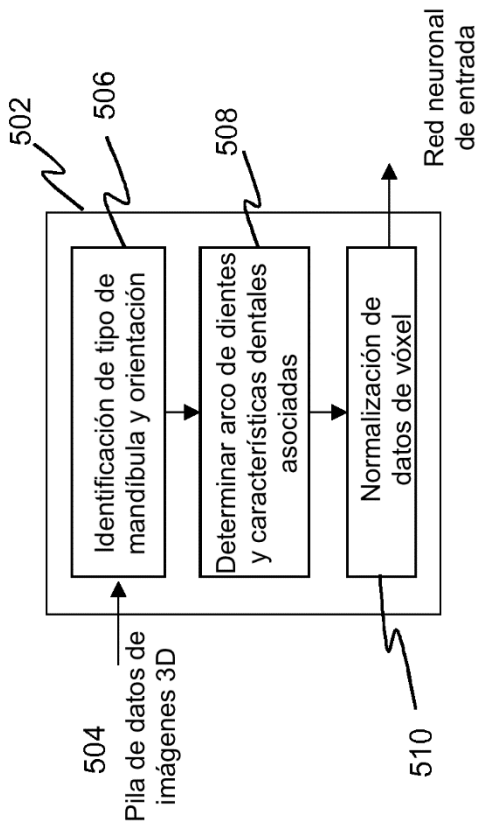 502
506
Identificación de tipo de
mandíbula y orientación
504
Pila de datos de
imágenes 3D
508
Determinar arco de dientes
y características dentales
asociadas
Normalización de
datos de vóxel
510
Red neuronal
de entrada